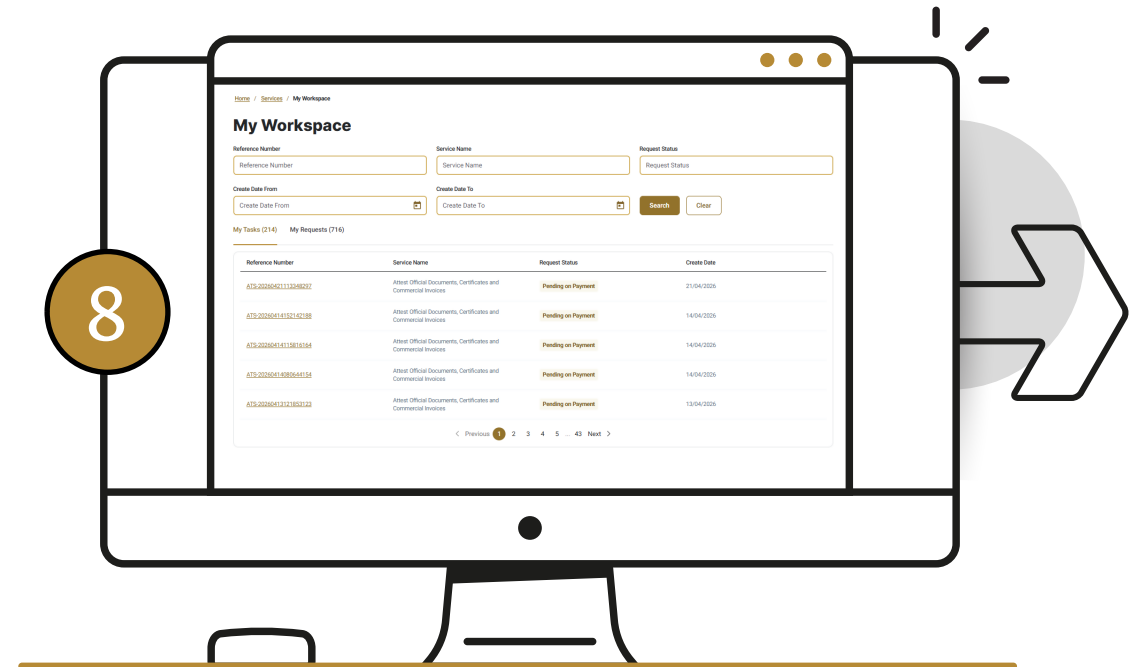 Home / Services / My Workspace
My Workspace
Reference Number Service Name Request Status
Reference Number Service Name Request Status
Create Date From Create Date To
Create Date From Create Date To Search Clear
My Tasks (214) My Requests (716)
Reference Number Service Name Request Status Create Date
ATS-20260421113348297 Attest Official Documents, Certificates and Commercial Invoices Pending on Payment 21/04/2026
ATS-20260414152142188 Attest Official Documents, Certificates and Commercial Invoices Pending on Payment 14/04/2026
ATS-20260414115816164 Attest Official Documents, Certificates and Commercial Invoices Pending on Payment 14/04/2026
ATS-20260414080644154 Attest Official Documents, Certificates and Commercial Invoices Pending on Payment 14/04/2026
ATS-20260413121853123 Attest Official Documents, Certificates and Commercial Invoices Pending on Payment 13/04/2026
< Previous 1 2 3 4 5 ... 43 Next >
8